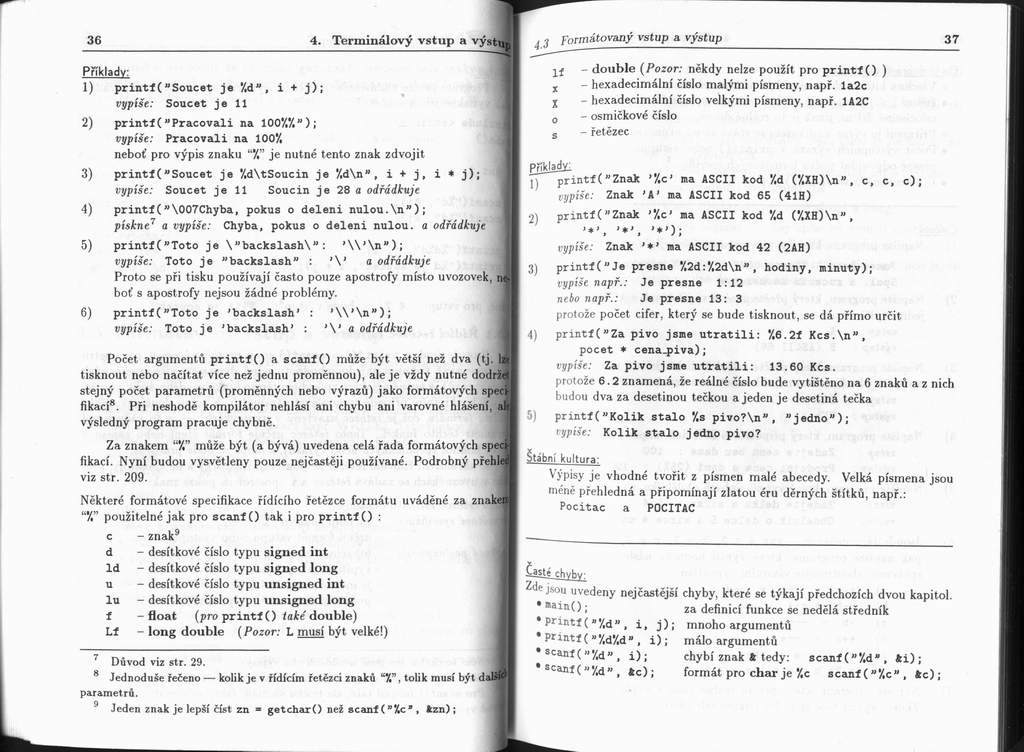 36 4. Terminálový vstup a výstup
Příklady:
1) printf("Soucet je %d", i + j);
vypíše: Soucet je 11
2) printf("Pracovali na 100%%");
vypíše: Pracovali na 100%
neboť pro výpis znaku “%” je nutné tento znak zdvojit
3) printf("Soucet je %d\tSoucin je %d\n", i + j, i * j);
vypíše: Soucet je 11 Soucin je 28 a odřádkuje
4) printf("\007Chyba, pokus o deleni nulou.\n");
pískne7 a vypíše: Chyba, pokus o deleni nulou. a odřádkuje
5) printf("Toto je \"backslash\": '\\'\n");
vypíše: Toto je "backslash" : '\' a odřádkuje
Proto se při tisku používají často pouze apostrofy místo uvozovek, ne-
boť s apostrofy nejsou žádné problémy.
6) printf("Toto je 'backslash' : '\\'\n");
vypíše: Toto je 'backslash' : '\' a odřádkuje
Počet argumentů printf() a scanf() může být větší než dva (tj. lze
tisknout nebo načítat více než jednu proměnnou), ale je vždy nutné dodržet
stejný počet parametrů (proměnných nebo výrazů) jako formátových speci-
fikací8. Při neshodě kompilátor nehlásí ani chybu ani varovné hlášení, ale
výsledný program pracuje chybně.
Za znakem “%” může být (a bývá) uvedena celá řada formátových speci-
fikací. Nyní budou vysvětleny pouze nejčastěji používané. Podrobný přehled
viz str. 209.
Některé formátové specifikace řídícího řetězce formátu uváděné za znakem
“%” použitelné jak pro scanf() tak i pro printf() :
c – znak9
d – desítkové číslo typu signed int
ld – desítkové číslo typu signed long
u – desítkové číslo typu unsigned int
lu – desítkové číslo typu unsigned long
f – float (pro printf() také double)
Lf – long double (Pozor: L musí být velké!)
7 Důvod viz str. 29.
8 Jednoduše řečeno — kolik je v řídícím řetězci znaků “%”, tolik musí být dalších
parametrů.
9 Jeden znak je lepší číst zn = getchar() než scanf("%c", &zn);
4.3 Formátovaný vstup a výstup 37
lf – double (Pozor: někdy nelze použít pro printf() )
x – hexadecimální číslo malými písmeny, např. 1a2c
X – hexadecimální číslo velkými písmeny, např. 1A2C
o – osmičkové číslo
s – řetězec
Příklady:
1) printf("Znak '%c' ma ASCII kod %d (%XH)\n", c, c, c);
vypíše: Znak 'A' ma ASCII kod 65 (41H)
2) printf("Znak '%c' ma ASCII kod %d (%XH)\n",
'*', '*', '*');
vypíše: Znak '*' ma ASCII kod 42 (2AH)
3) printf("Je presne %2d:%2d\n", hodiny, minuty);
vypíše např.: Je presne 1:12
nebo např.: Je presne 13: 3
protože počet cifer, který se bude tisknout, se dá přímo určit
4) printf("Za pivo jsme utratili: %6.2f Kcs.\n",
pocet * cena_piva);
vypíše: Za pivo jsme utratili: 13.60 Kcs.
protože 6.2 znamená, že reálné číslo bude vytištěno na 6 znaků a z nich
budou dva za desetinou tečkou a jeden je desetiná tečka
5) printf("Kolik stalo %s pivo?\n", "jedno");
vypíše: Kolik stalo jedno pivo?
Štábní kultura:
Výpisy je vhodné tvořit z písmen malé abecedy. Velká písmena jsou
méně přehledná a připomínají zlatou éru děrných štítků, např.:
Pocitac a POCITAC
Časté chyby:
Zde jsou uvedeny nejčastější chyby, které se týkají předchozích dvou kapitol.
• main(); za definicí funkce se nedělá středník
• printf("%d", i, j); mnoho argumentů
• printf("%d%d", i); málo argumentů
• scanf("%d", i); chybí znak & tedy: scanf("%d", &i);
• scanf("%d", &c); formát pro char je %c scanf("%c", &c);